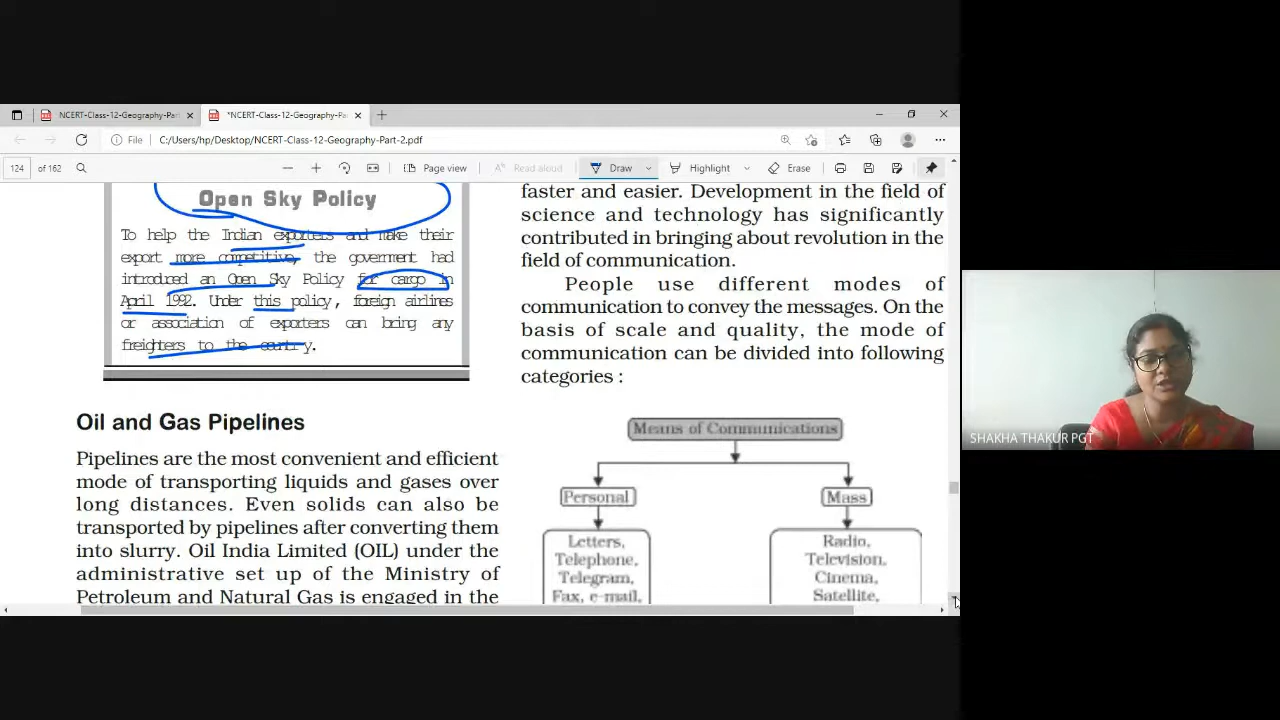 NCERT-Class-12-Geography-Par
*NCERT-Class-12-Geography-Pa
File C:/Users/hp/Desktop/NCERT-Class-12-Geography-Part-2.pdf
124 of 162 Page view Read aloud Draw Highlight Erase
Open Sky Policy
To help the Indian exporters and make their
export more competitive, the goverment had
introduced an Open Sky Policy for cargo in
April 1992. Under this policy, foreign airlines
or association of exporters can bring any
freighters to the country.
Oil and Gas Pipelines
Pipelines are the most convenient and efficient
mode of transporting liquids and gases over
long distances. Even solids can also be
transported by pipelines after converting them
into slurry. Oil India Limited (OIL) under the
administrative set up of the Ministry of
Petroleum and Natural Gas is engaged in the
faster and easier. Development in the field of
science and technology has significantly
contributed in bringing about revolution in the
field of communication.
People use different modes of
communication to convey the messages. On the
basis of scale and quality, the mode of
communication can be divided into following
categories :
Means of Communications
Personal
Mass
Letters,
Telephone,
Telegram,
Fax, e-mail,
Radio,
Television,
Cinema,
Satellite,
SHAKHA THAKUR PGT